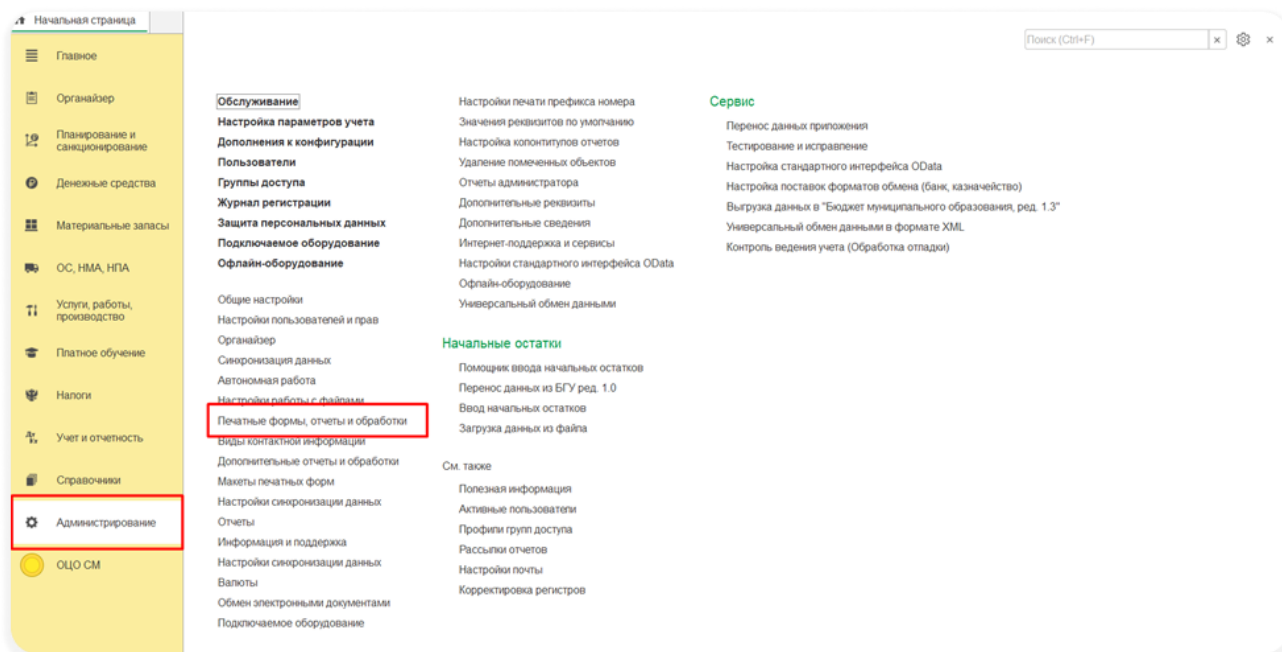 Начальная страница
Поиск (Ctrl+F)
Главное
Органайзер
Планирование и
санкционирование
Денежные средства
Материальные запасы
ОС, НМА, НПА
Услуги, работы,
производство
Платное обучение
Налоги
Учет и отчетность
Справочники
Администрирование
ОЦО СМ
Обслуживание
Настройка параметров учета
Дополнения к конфигурации
Пользователи
Группы доступа
Журнал регистрации
Защита персональных данных
Подключаемое оборудование
Офлайн-оборудование
Общие настройки
Настройки пользователей и прав
Органайзер
Синхронизация данных
Автономная работа
Настройки работы с файлами
Печатные формы, отчеты и обработки
Виды контактной информации
Дополнительные отчеты и обработки
Макеты печатных форм
Настройки синхронизации данных
Отчеты
Информация и поддержка
Настройки синхронизации данных
Валюты
Обмен электронными документами
Подключаемое оборудование
Настройки печати префикса номера
Значения реквизитов по умолчанию
Настройка колонтитулов отчетов
Удаление помеченных объектов
Отчеты администратора
Дополнительные реквизиты
Дополнительные сведения
Интернет-поддержка и сервисы
Настройки стандартного интерфейса OData
Офлайн-оборудование
Универсальный обмен данными
Начальные остатки
Помощник ввода начальных остатков
Перенос данных из БГУ ред. 1.0
Ввод начальных остатков
Загрузка данных из файла
См. также
Полезная информация
Активные пользователи
Профили групп доступа
Рассылки отчетов
Настройки почты
Корректировка регистров
Сервис
Перенос данных приложения
Тестирование и исправление
Настройка стандартного интерфейса OData
Настройка поставок форматов обмена (банк, казначейство)
Выгрузка данных в "Бюджет муниципального образования, ред. 1.3"
Универсальный обмен данными в формате XML
Контроль ведения учета (Обработка отладки)